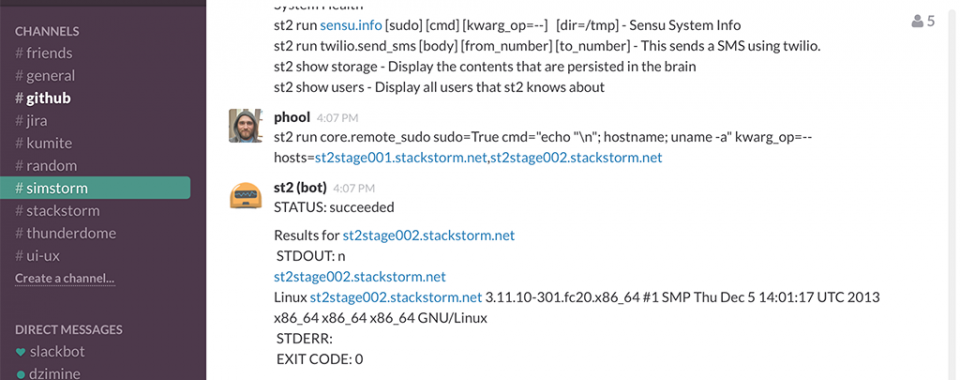 CHANNELS
# friends
# general
# github
# jira
# kumite
# random
# simstorm
# stackstorm
# thunderdome
# ui-ux
Create a channel...
DIRECT MESSAGES
slackbot
dzimine
5
System Health
st2 run sensu.info [sudo] [cmd] [kwarg_op=--] [dir=/tmp] - Sensu System Info
st2 run twilio.send_sms [body] [from_number] [to_number] - This sends a SMS using twilio.
st2 show storage - Display the contents that are persisted in the brain
st2 show users - Display all users that st2 knows about
phool 4:07 PM
st2 run core.remote_sudo sudo=True cmd="echo "\n"; hostname; uname -a" kwarg_op=--
hosts=st2stage001.stackstorm.net,st2stage002.stackstorm.net
st2 (bot) 4:07 PM
STATUS: succeeded
Results for st2stage002.stackstorm.net
STDOUT: n
st2stage002.stackstorm.net
Linux st2stage002.stackstorm.net 3.11.10-301.fc20.x86_64 #1 SMP Thu Dec 5 14:01:17 UTC 2013
x86_64 x86_64 x86_64 GNU/Linux
STDERR:
EXIT CODE: 0